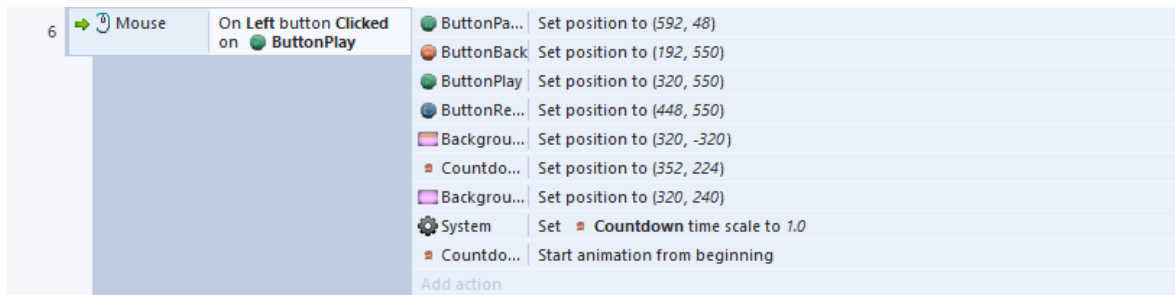 6 Mouse On Left button Clicked on ButtonPlay
ButtonPa... Set position to (592, 48)
ButtonBack Set position to (192, 550)
ButtonPlay Set position to (320, 550)
ButtonRe... Set position to (448, 550)
Backgrou... Set position to (320, -320)
Countdo... Set position to (352, 224)
Backgrou... Set position to (320, 240)
System Set Countdown time scale to 1.0
Countdo... Start animation from beginning
Add action